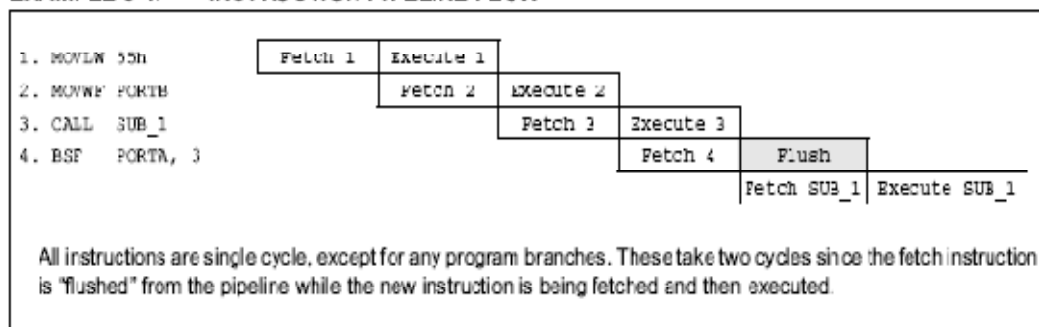 1. MOVLW 55h Fetch 1 Execute 1
2. MOVWF PORTB Fetch 2 Execute 2
3. CALL SUB_1 Fetch 3 Execute 3
4. BSF PORTA, 3 Fetch 4 Flush
Fetch SUB_1 Execute SUB_1
All instructions are single cycle, except for any program branches. These take two cycles since the fetch instruction
is "flushed" from the pipeline while the new instruction is being fetched and then executed.